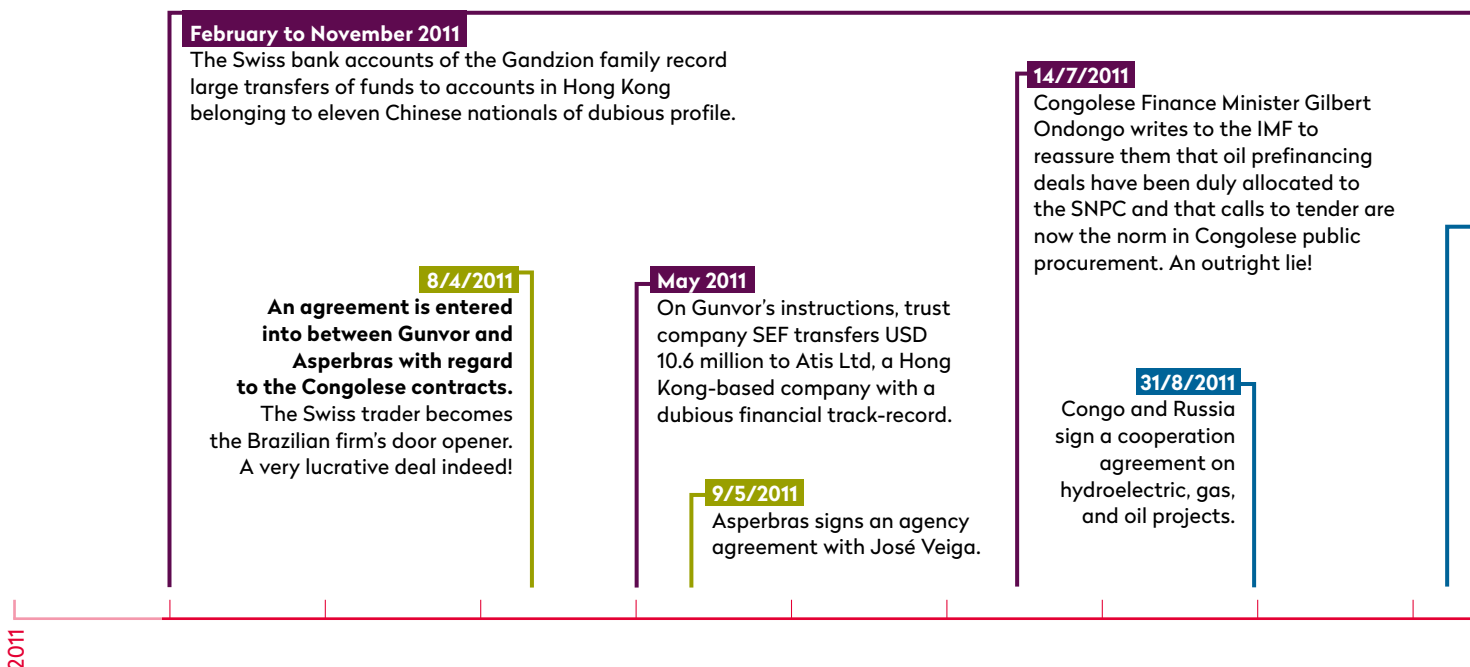 February to November 2011
The Swiss bank accounts of the Gandzion family record
large transfers of funds to accounts in Hong Kong
belonging to eleven Chinese nationals of dubious profile.
8/4/2011
An agreement is entered
into between Gunvor and
Asperbras with regard
to the Congolese contracts.
The Swiss trader becomes
the Brazilian firm’s door opener.
A very lucrative deal indeed!
May 2011
On Gunvor’s instructions, trust
company SEF transfers USD
10.6 million to Atis Ltd, a Hong
Kong-based company with a
dubious financial track-record.
9/5/2011
Asperbras signs an agency
agreement with José Veiga.
14/7/2011
Congolese Finance Minister Gilbert
Ondongo writes to the IMF to
reassure them that oil prefinancing
deals have been duly allocated to
the SNPC and that calls to tender are
now the norm in Congolese public
procurement. An outright lie!
31/8/2011
Congo and Russia
sign a cooperation
agreement on
hydroelectric, gas,
and oil projects.
2011